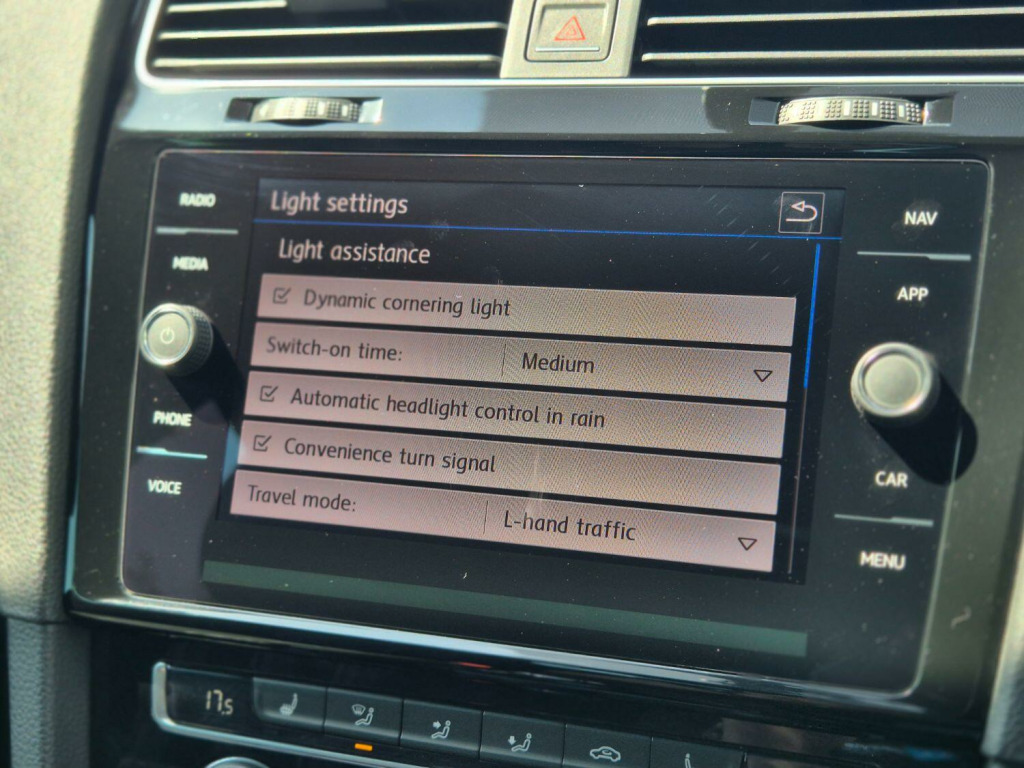 RADIO
MEDIA
PHONE
VOICE
Light settings
Light assistance
Dynamic cornering light
Switch-on time: Medium
Automatic headlight control in rain
Convenience turn signal
Travel mode: L-hand traffic
NAV
APP
CAR
MENU
17.5